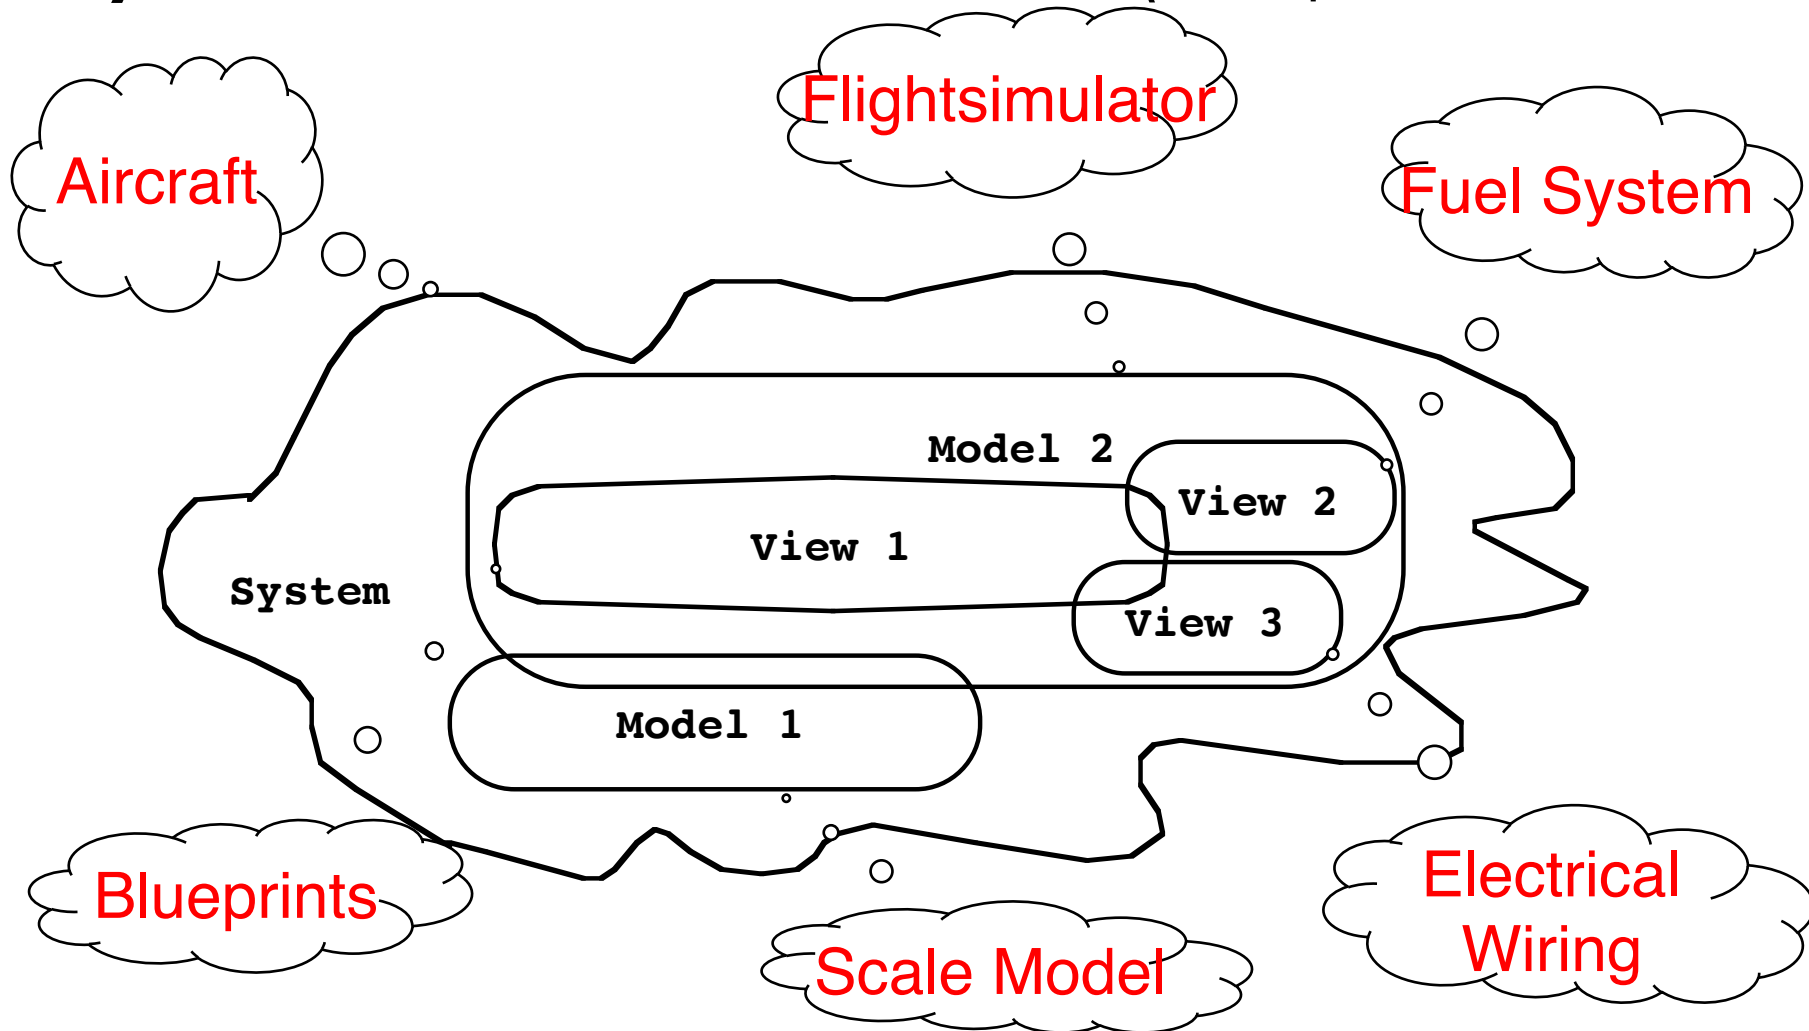 Flightsimulator
Aircraft
Fuel System
Model 2
View 2
View 1
System
View 3
Model 1
Blueprints
Electrical
Wiring
Scale Model